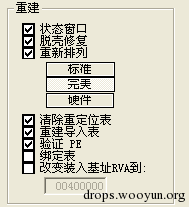 重建
状态窗口
脱壳修复
重新排列
标准
完美
硬件
清除重定位表
重建导入表
验证 PE
绑定表
改变装入基址RVA到:
00400000
drops.wooyun.org